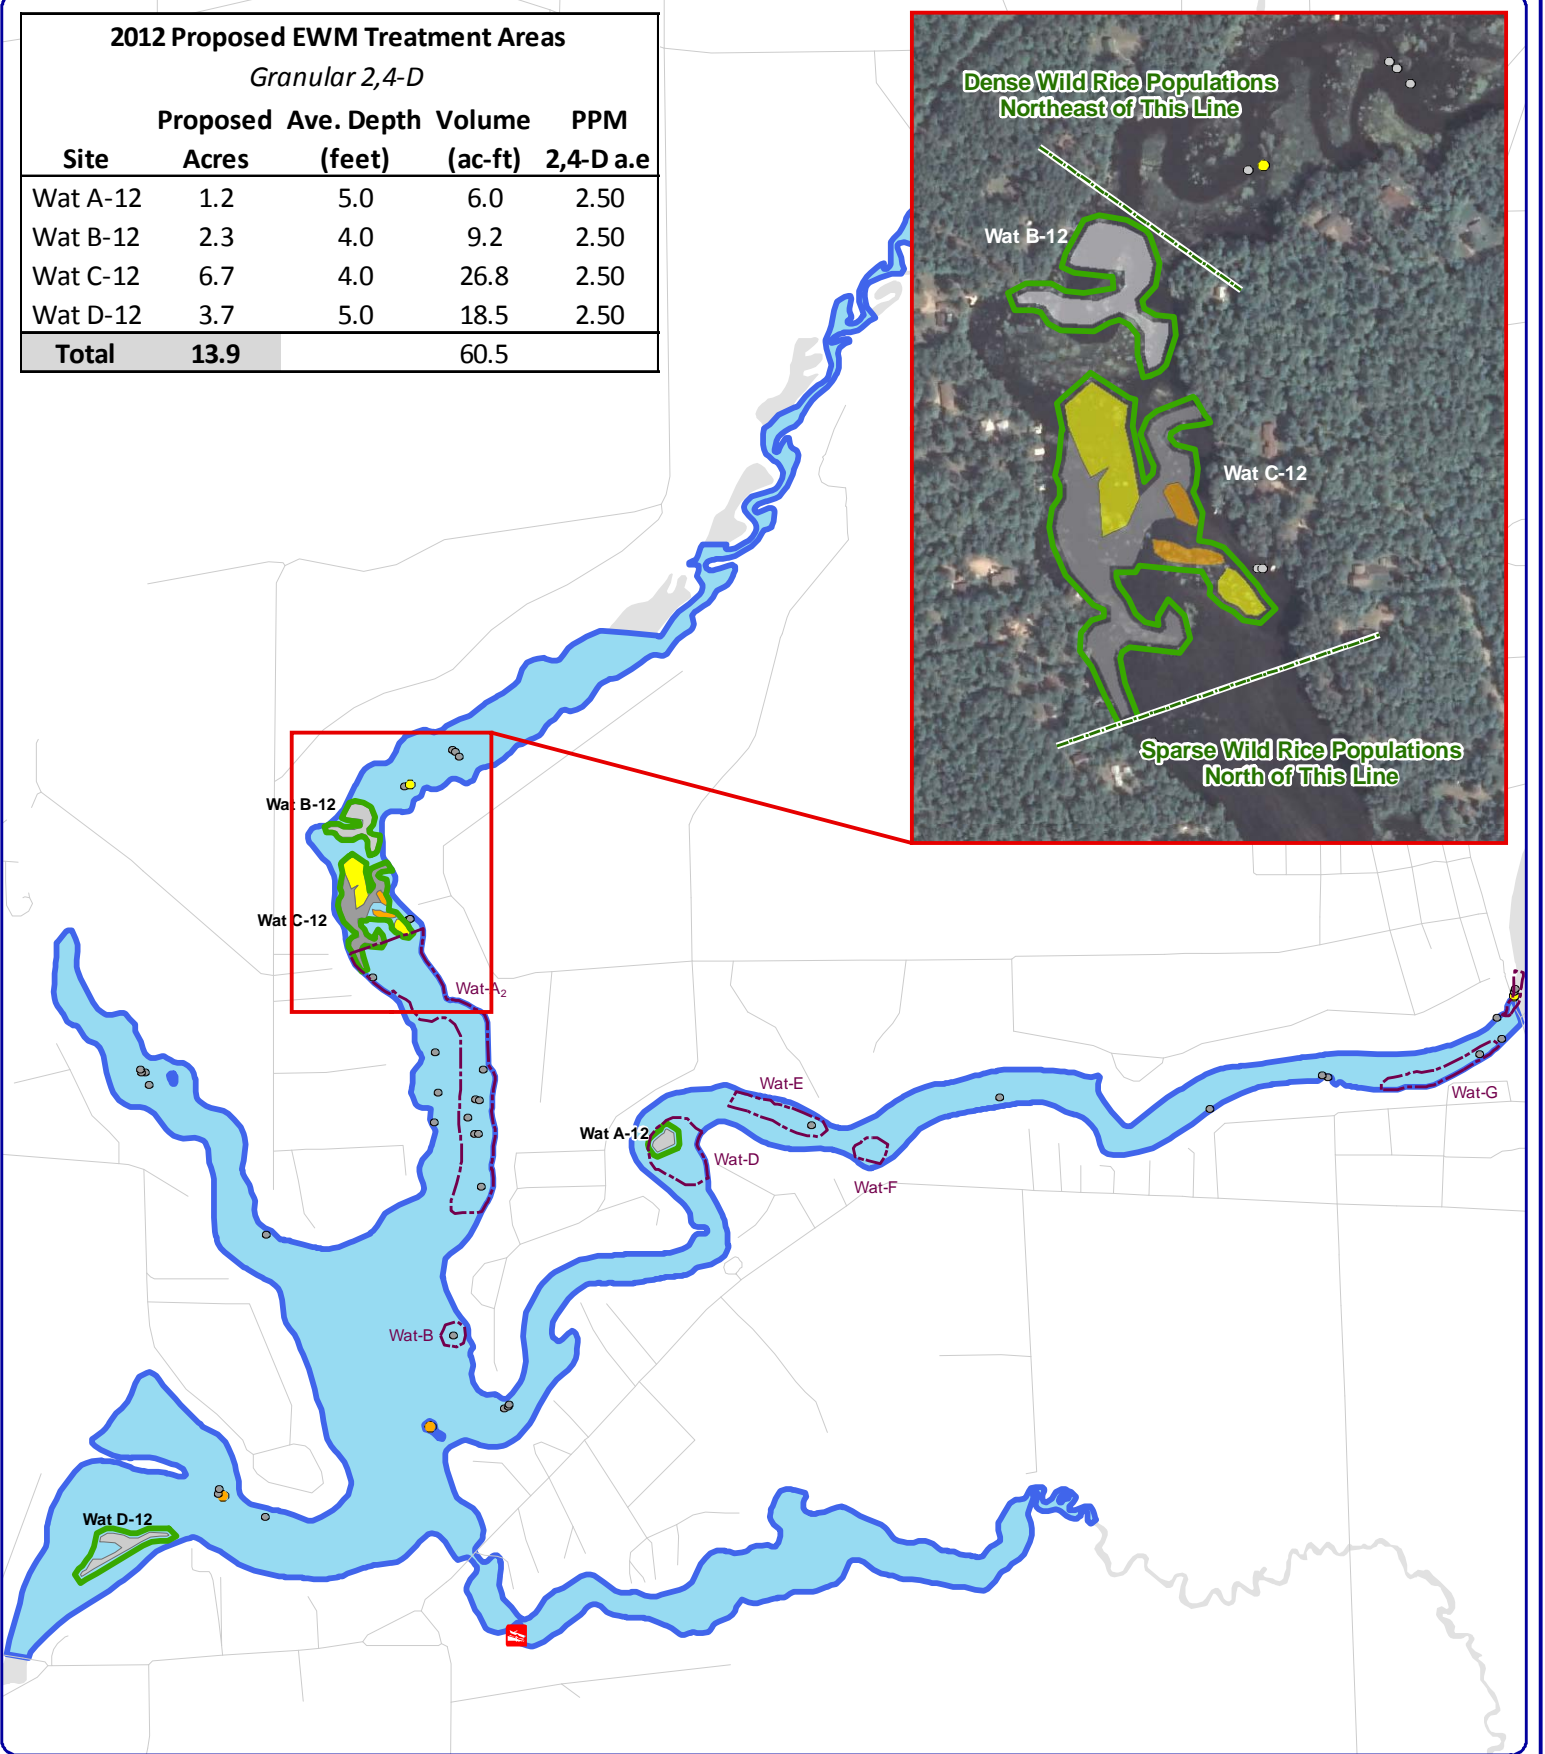 2012 Proposed EWM Treatment Areas
Granular 2,4-D
Proposed Ave. Depth Volume PPM
Site Acres (feet) (ac-ft) 2,4-D a.e
Wat A-12 1.2 5.0 6.0 2.50
Wat B-12 2.3 4.0 9.2 2.50
Wat C-12 6.7 4.0 26.8 2.50
Wat D-12 3.7 5.0 18.5 2.50
Total 13.9 60.5
Dense Wild Rice Populations
Northeast of This Line
Wat B-12
Wat C-12
Sparse Wild Rice Populations
North of This Line
Wat B-12
Wat C-12
Wat-A2
Wat-E
Wat-G
Wat A-12
Wat-D
Wat-F
Wat-B
Wat D-12